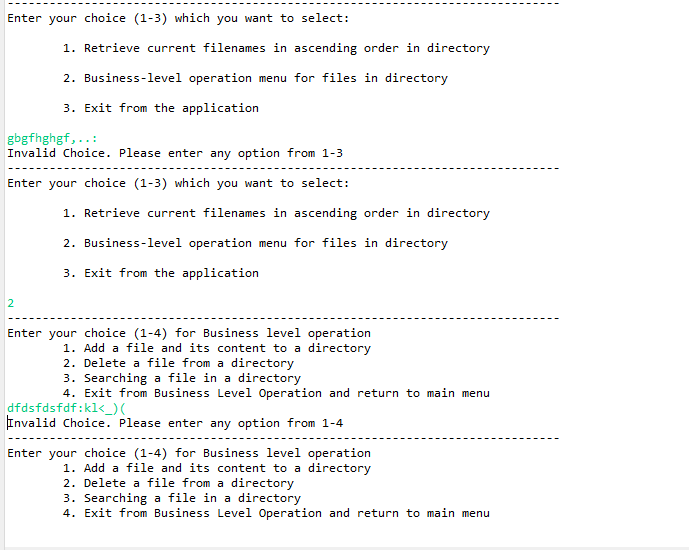 -------------------------------------------------------------------------------
Enter your choice (1-3) which you want to select:
1. Retrieve current filenames in ascending order in directory
2. Business-level operation menu for files in directory
3. Exit from the application
gbgfhghgf,..:
Invalid Choice. Please enter any option from 1-3
-------------------------------------------------------------------------------
Enter your choice (1-3) which you want to select:
1. Retrieve current filenames in ascending order in directory
2. Business-level operation menu for files in directory
3. Exit from the application
2
-------------------------------------------------------------------------------
Enter your choice (1-4) for Business level operation
1. Add a file and its content to a directory
2. Delete a file from a directory
3. Searching a file in a directory
4. Exit from Business Level Operation and return to main menu
dfdsfdsfdf:kl<_)(
Invalid Choice. Please enter any option from 1-4
-------------------------------------------------------------------------------
Enter your choice (1-4) for Business level operation
1. Add a file and its content to a directory
2. Delete a file from a directory
3. Searching a file in a directory
4. Exit from Business Level Operation and return to main menu